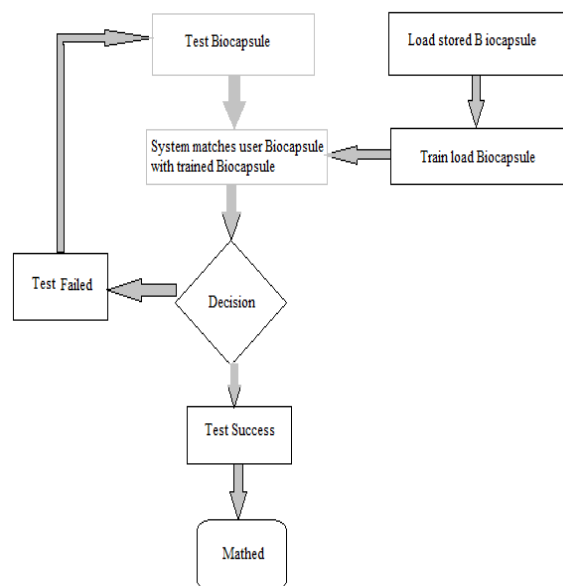 Test Biocapsule
Load stored B iocapsule
System matches user Biocapsule
with trained Biocapsule
Train load Biocapsule
Test Failed
Decision
Test Success
Mathed